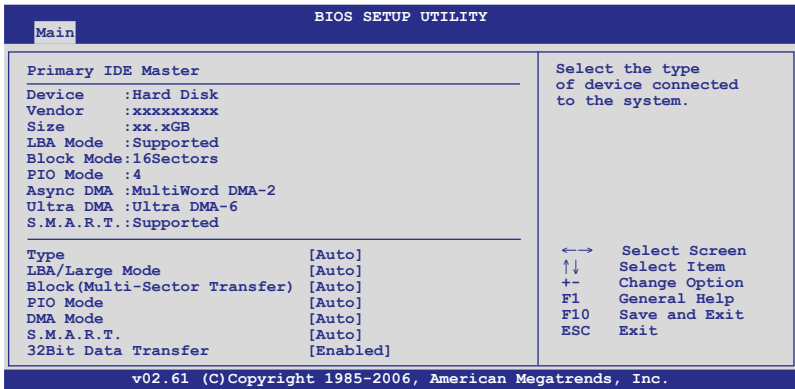 BIOS SETUP UTILITY
Main
Primary IDE Master
Device :Hard Disk
Vendor :xxxxxxxxx
Size :xx.xGB
LBA Mode :Supported
Block Mode:16Sectors
PIO Mode :4
Async DMA :MultiWord DMA-2
Ultra DMA :Ultra DMA-6
S.M.A.R.T.:Supported
Type [Auto]
LBA/Large Mode [Auto]
Block(Multi-Sector Transfer) [Auto]
PIO Mode [Auto]
DMA Mode [Auto]
S.M.A.R.T. [Auto]
32Bit Data Transfer [Enabled]
Select the type
of device connected
to the system.
←→ Select Screen
↑↓ Select Item
+- Change Option
F1 General Help
F10 Save and Exit
ESC Exit
v02.61 (C)Copyright 1985-2006, American Megatrends, Inc.